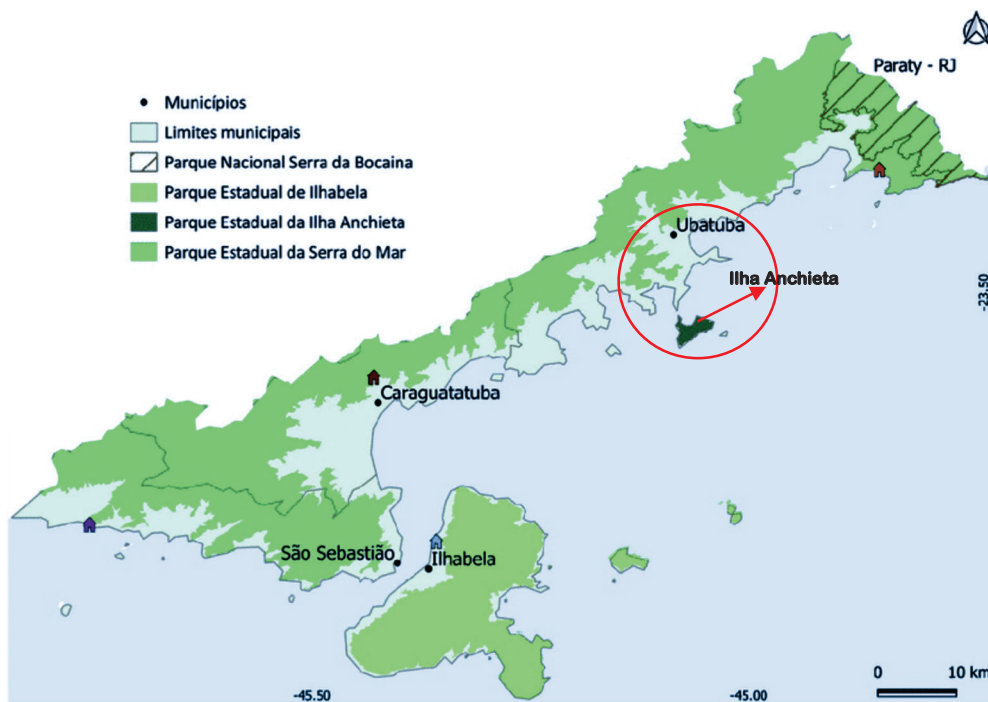 Paraty - RJ
Municípios
Limites municipais
Parque Nacional Serra da Bocaina
Parque Estadual de Ilhabela
Parque Estadual da Ilha Anchieta
Parque Estadual da Serra do Mar
Ubatuba
Ilha Anchieta
-23.50
Caraguatatuba
São Sebastião
Ilhabela
0 10 km
-45.50
-45.00